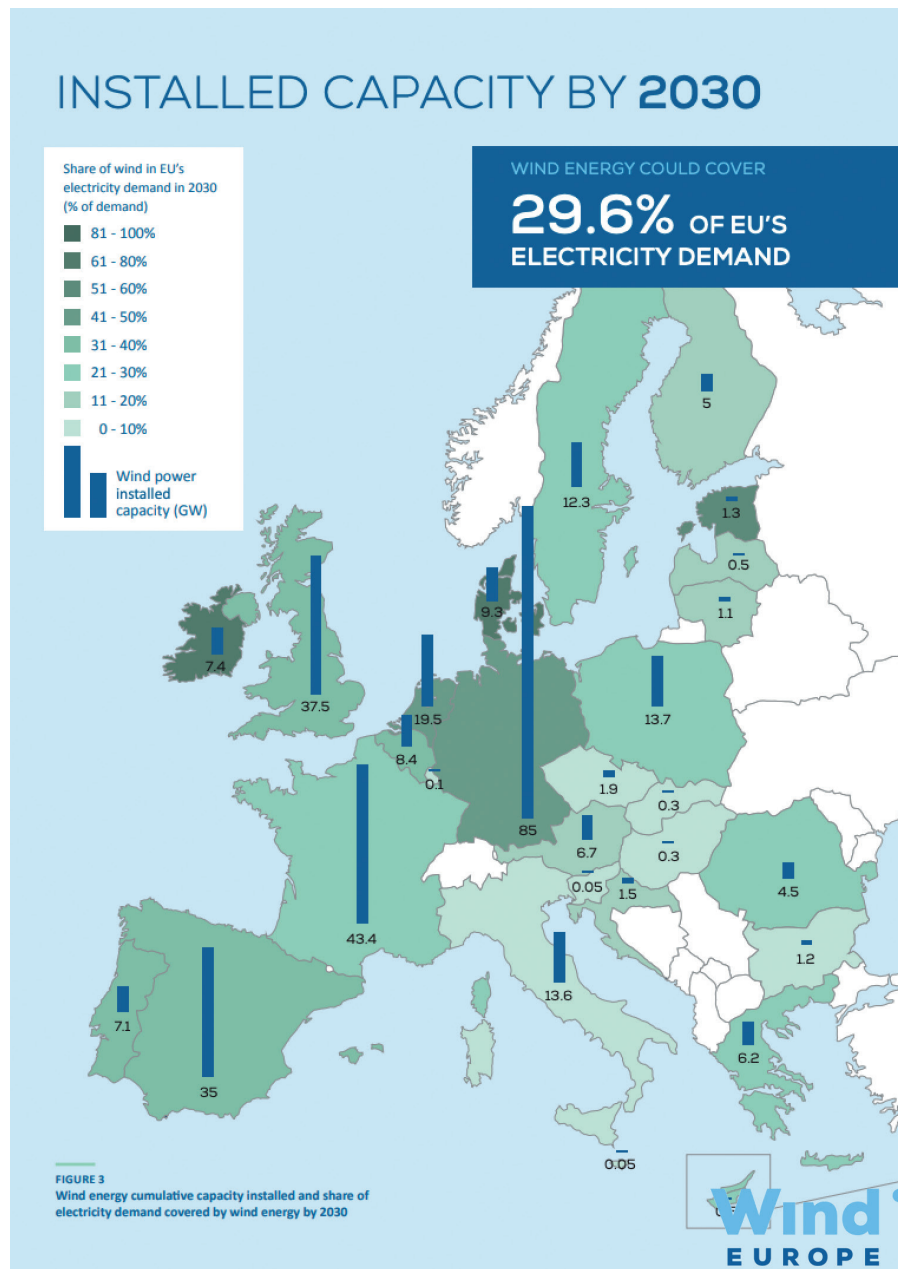 INSTALLED CAPACITY BY 2030
Share of wind in EU's
electricity demand in 2030
(% of demand)
81 - 100%
61 - 80%
51 - 60%
41 - 50%
31 - 40%
21 - 30%
11 - 20%
0 - 10%
Wind power
installed
capacity (GW)
WIND ENERGY COULD COVER
29.6% OF EU'S
ELECTRICITY DEMAND
5
12.3
1.3
0.5
1.1
9.3
7.4
37.5
19.5
13.7
8.4
0.1
1.9
0.3
85
6.7
0.3
0.05
1.5
4.5
43.4
1.2
13.6
7.1
6.2
35
0.05
FIGURE 3
Wind energy cumulative capacity installed and share of
electricity demand covered by wind energy by 2030
Wind
EUROPE